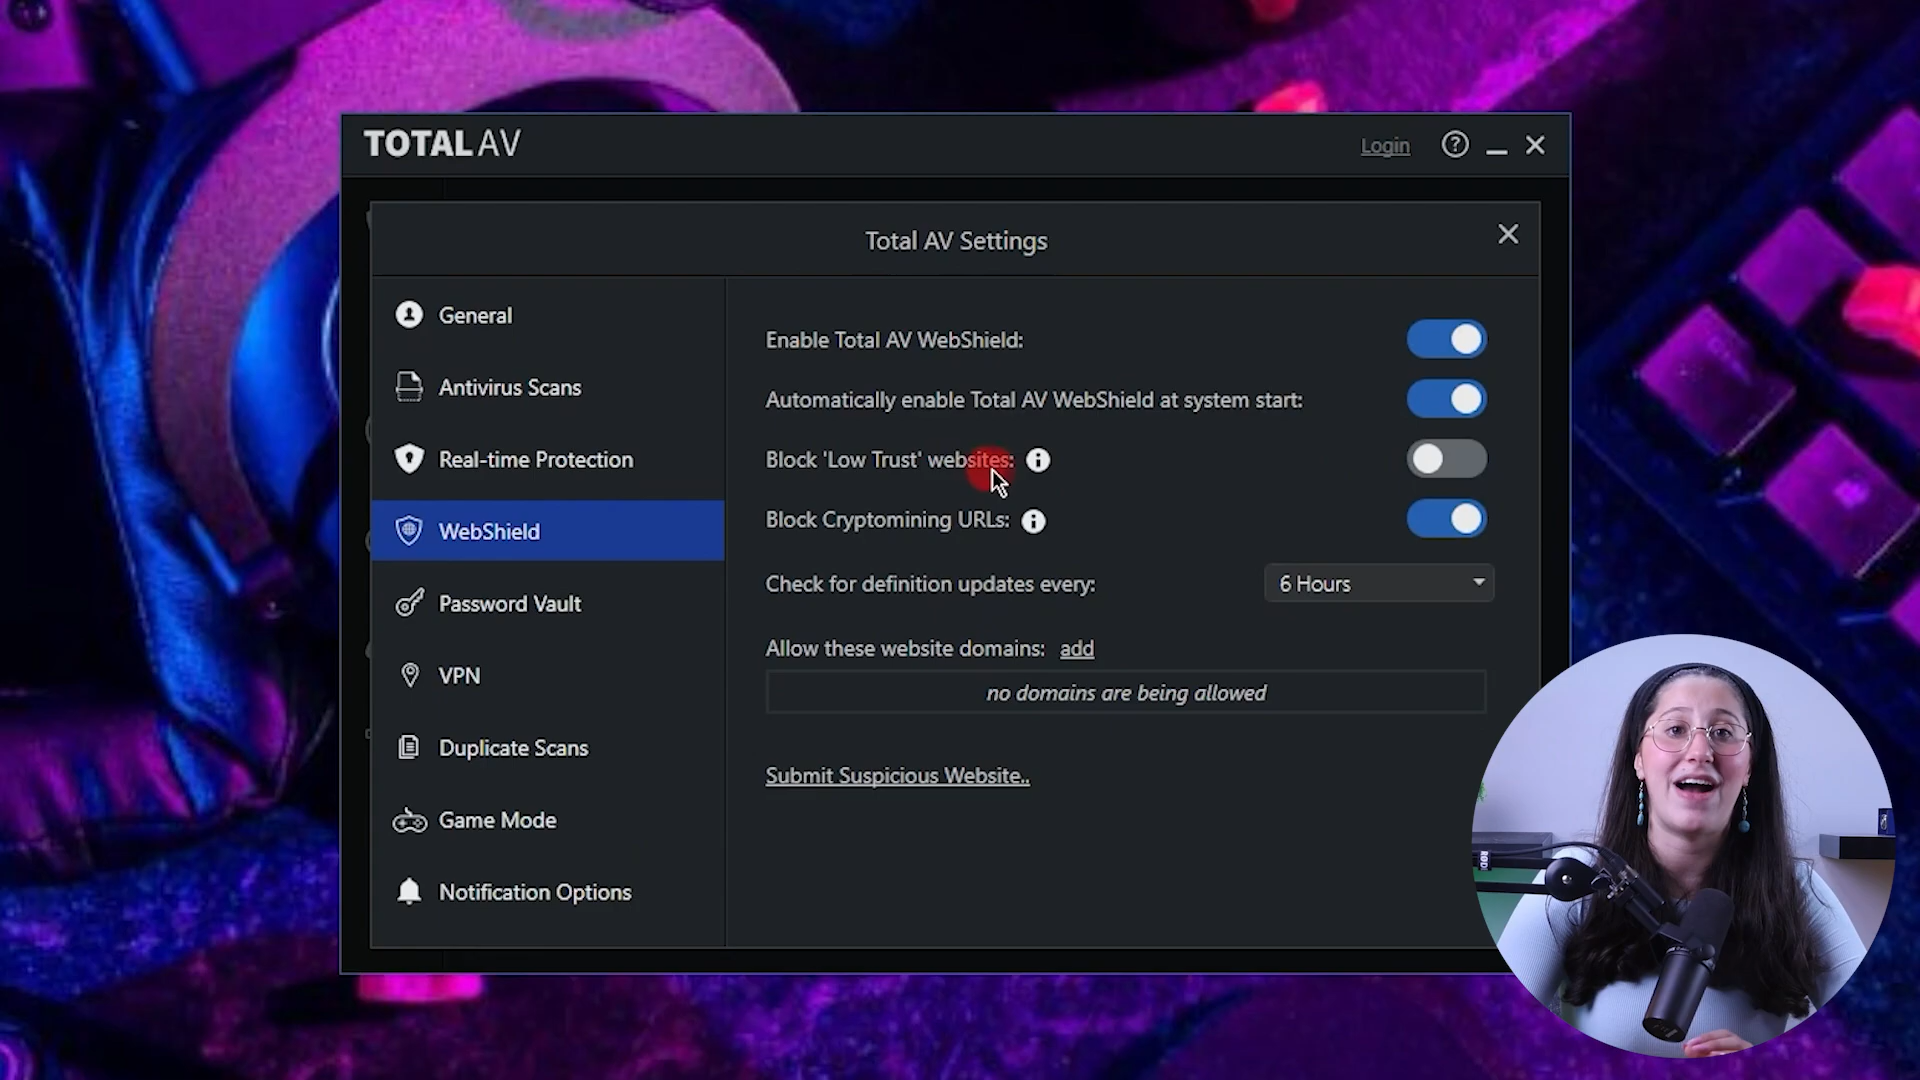 TOTALAV
Login
Total AV Settings
General
Antivirus Scans
Real-time Protection
WebShield
Password Vault
VPN
Duplicate Scans
Game Mode
Notification Options
Enable Total AV WebShield:
Automatically enable Total AV WebShield at system start:
Block 'Low Trust' websites:
Block Cryptomining URLs:
Check for definition updates every: 6 Hours
Allow these website domains: add
no domains are being allowed
Submit Suspicious Website..